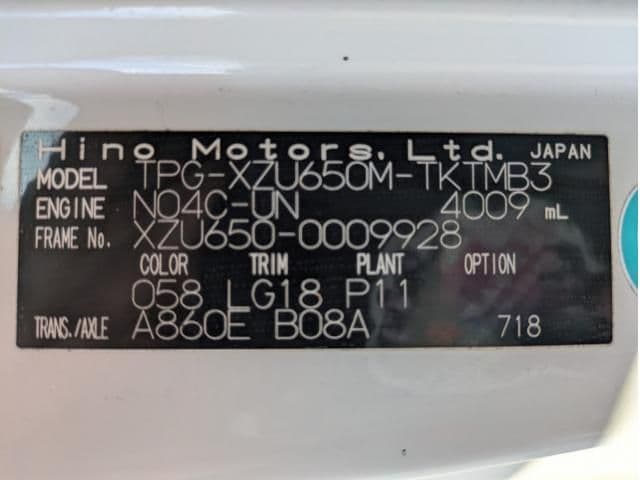 Hino Motors, Ltd. JAPAN
MODEL TPG-XZU650M-TKTMB3
ENGINE N04C-UN 4009 mL
FRAME No. XZU650-0009928
COLOR TRIM PLANT OPTION
058 LG18 P11
TRANS./AXLE A860E B08A 718